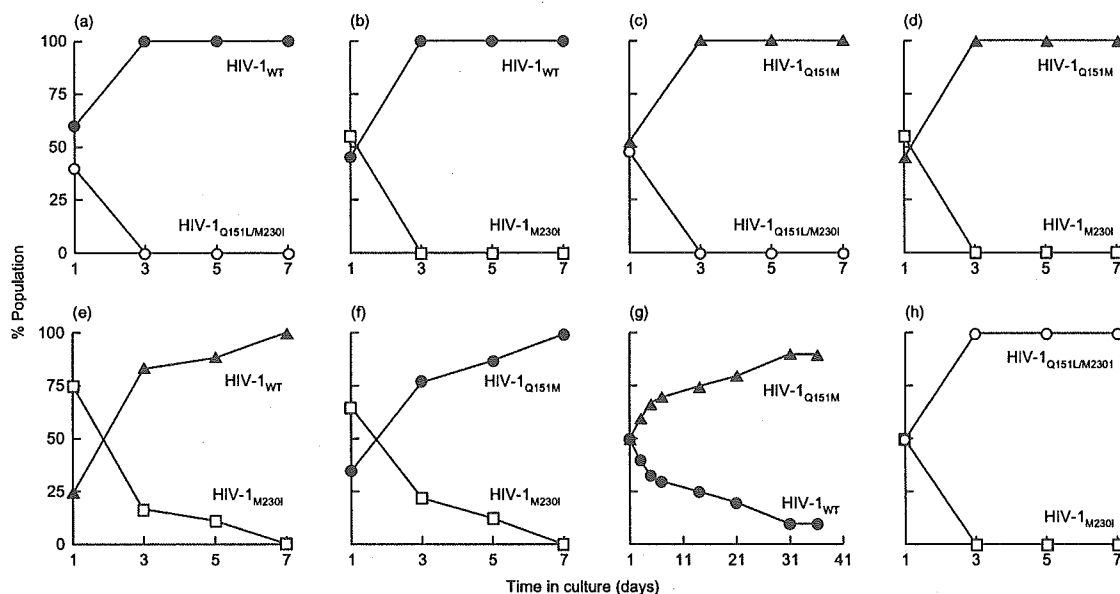 (a)
(b)
(c)
(d)
100
75
50
25
0
HIV-1WT
HIV-1Q151L/M230I
HIV-1WT
HIV-1M230I
HIV-1Q151M
HIV-1Q151L/M230I
HIV-1Q151M
HIV-1M230I
1 3 5 7
1 3 5 7
1 3 5 7
1 3 5 7
% Population
(e)
(f)
(g)
(h)
100
75
50
25
0
HIV-1WT
HIV-1M230I
HIV-1Q151M
HIV-1M230I
HIV-1Q151M
HIV-1WT
HIV-1Q151L/M2301
HIV-1M230I
1 3 5 7
1 3 5 7
1 11 21 31 41
1 3 5 7
Time in culture (days)